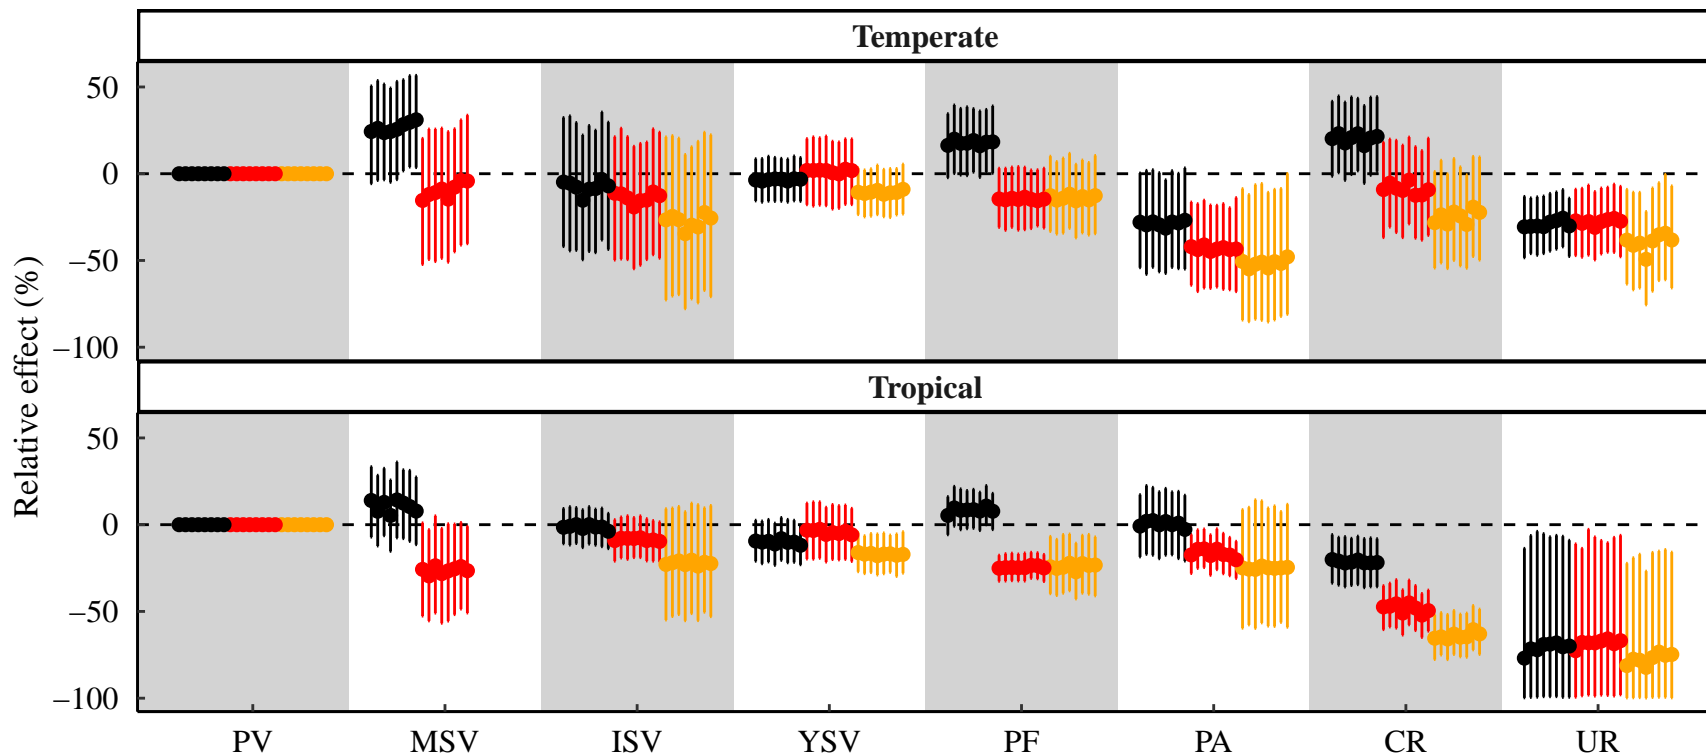 Temperate
50
0
−50
−100
Relative effect (%)
Tropical
50
0
−50
−100
PV MSV ISV YSV PF PA CR UR